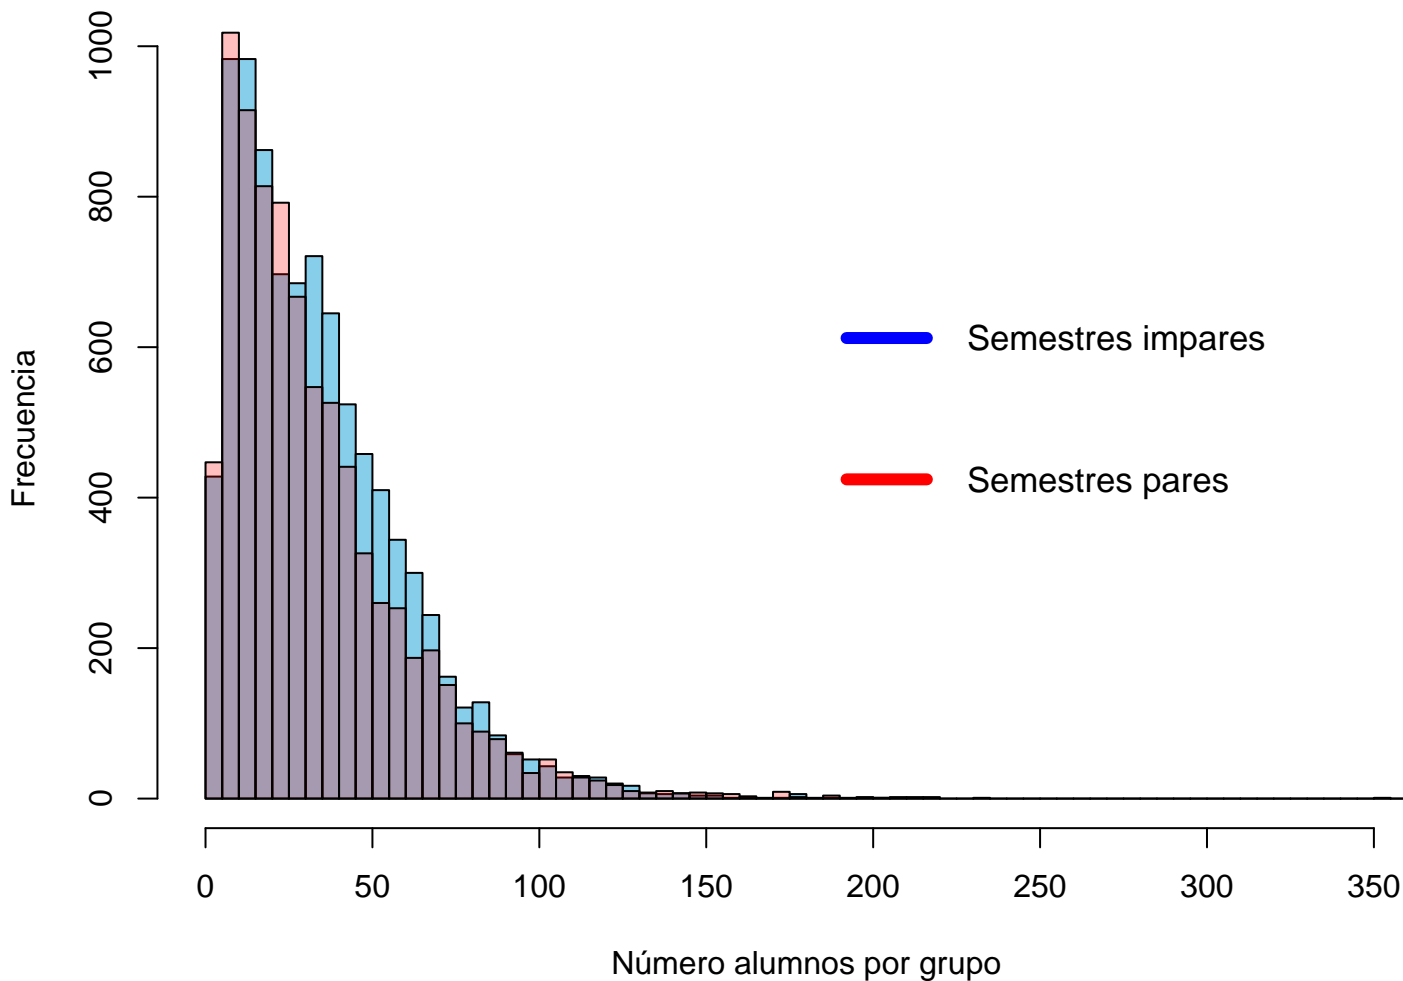 1000
800
600
400
200
0
Frecuencia
Semestres impares
Semestres pares
0 50 100 150 200 250 300 350
Número alumnos por grupo